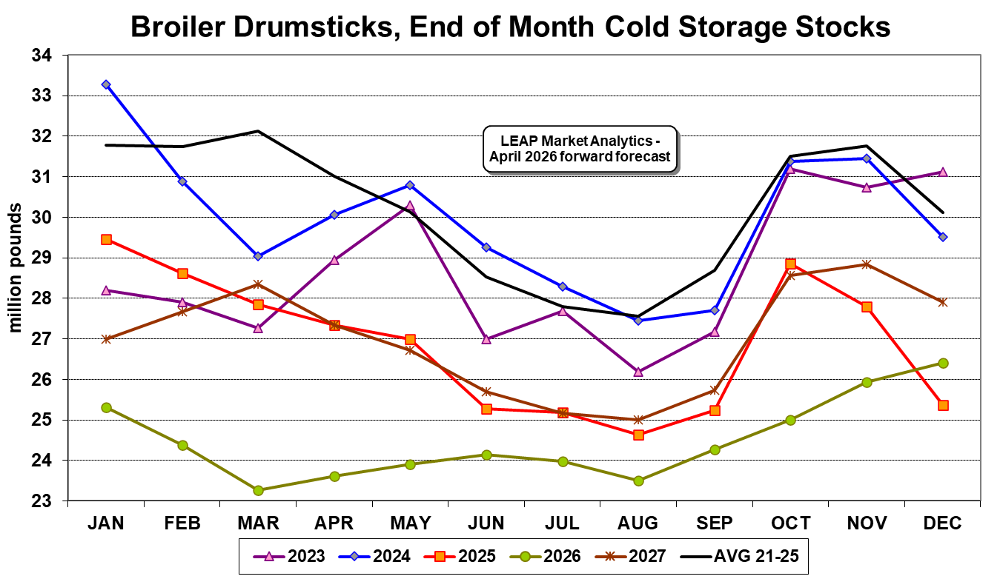 Broiler Drumsticks, End of Month Cold Storage Stocks
34
33
32
31
30
29
28
27
26
25
24
23
million pounds
LEAP Market Analytics -
April 2026 forward forecast
JAN FEB MAR APR MAY JUN JUL AUG SEP OCT NOV DEC
2023 2024 2025 2026 2027 AVG 21-25